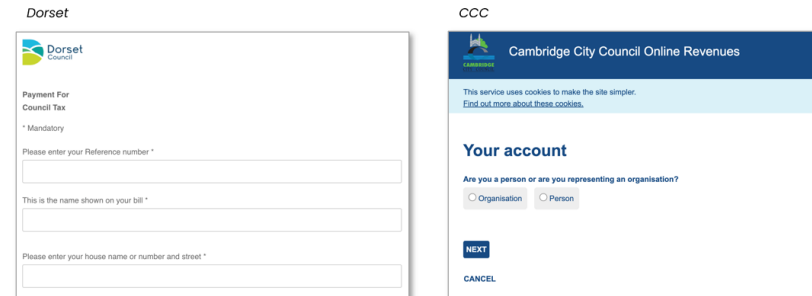 Dorset
Dorset
Council
Payment For
Council Tax
* Mandatory
Please enter your Reference number *
This is the name shown on your bill *
Please enter your house name or number and street *
CCC
CAMBRIDGE
Cambridge City Council Online Revenues
This service uses cookies to make the site simpler.
Find out more about these cookies.
Your account
Are you a person or are you representing an organisation?
Organisation Person
NEXT
CANCEL